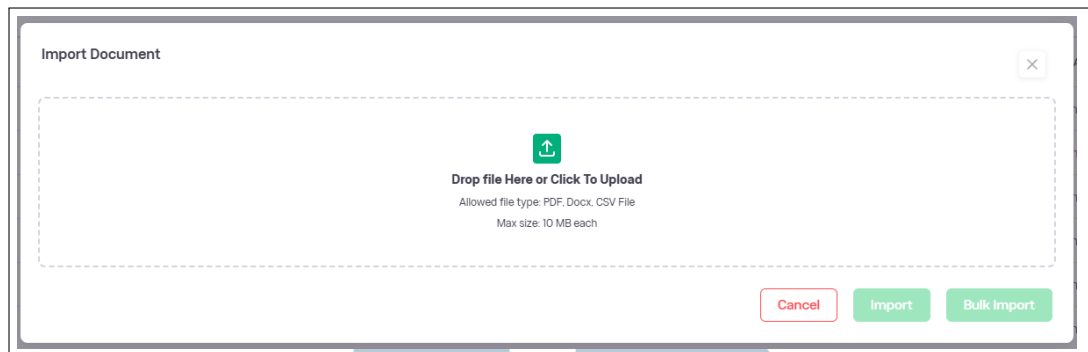 Import Document
Drop file Here or Click To Upload
Allowed file type: PDF, Docx, CSV File
Max size: 10 MB each
Cancel Import Bulk Import